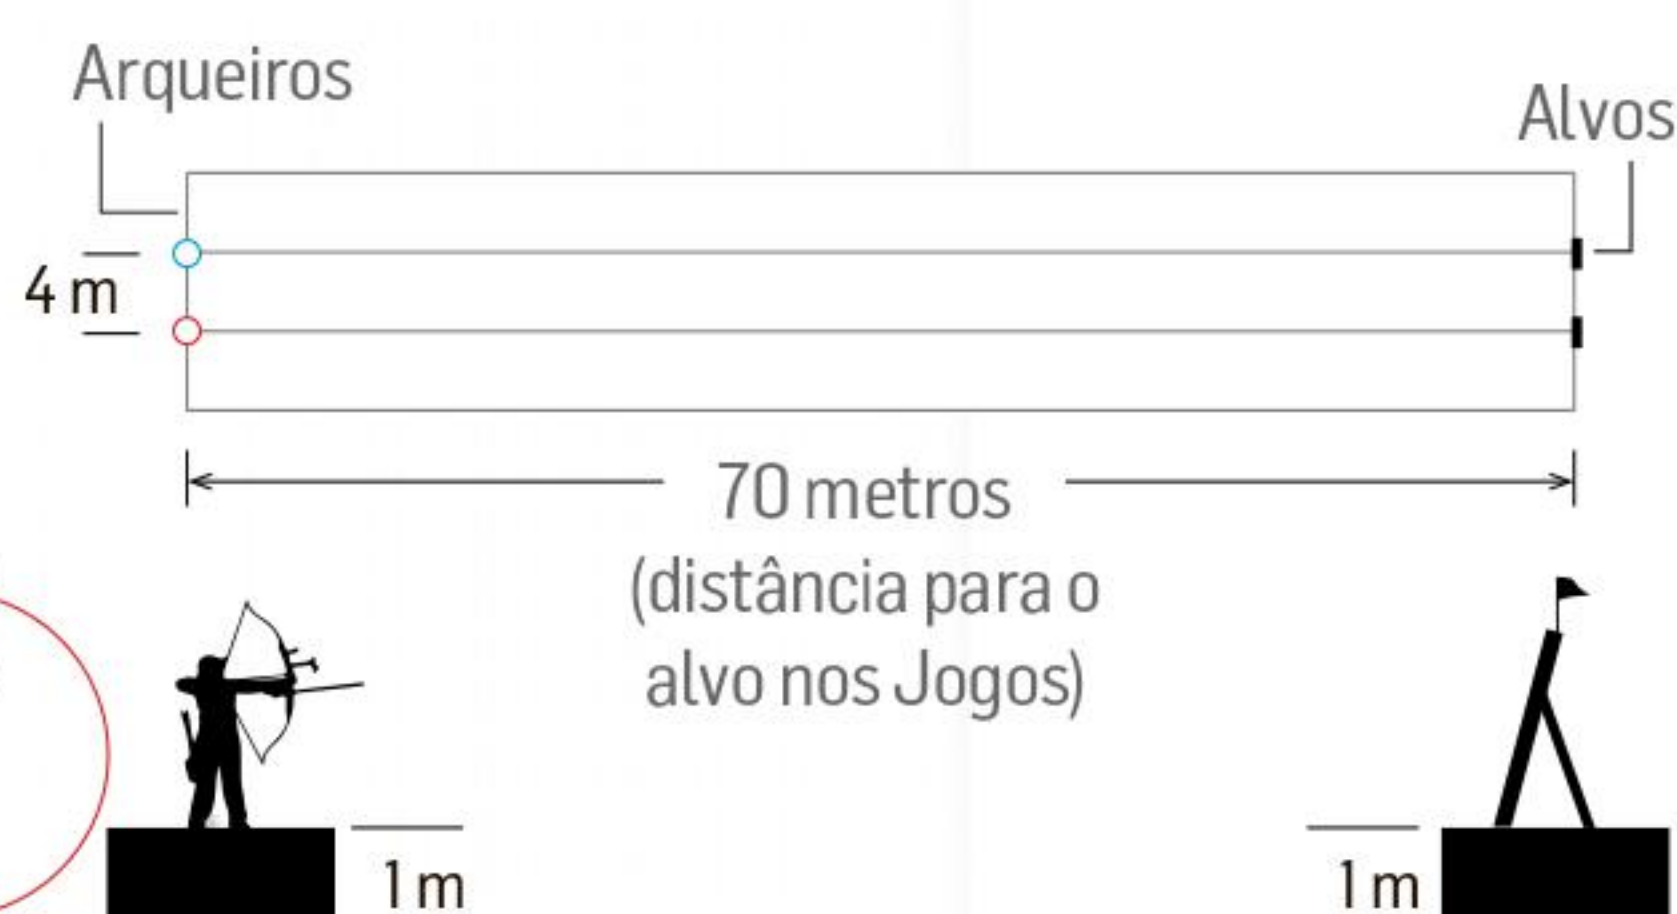 Arqueiros
Alvos
4 m
70 metros
(distância para o
alvo nos Jogos)
1 m
1 m